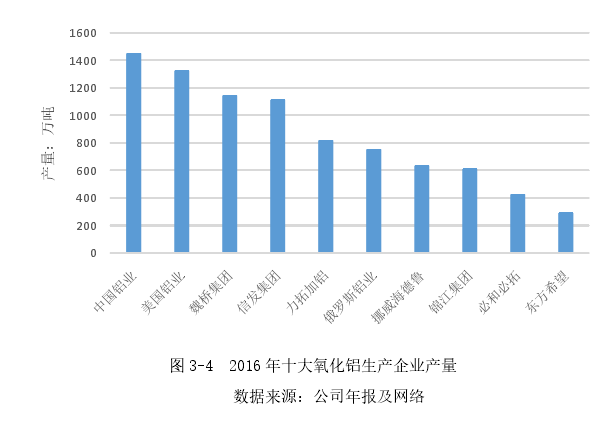 1600
1400
1200
1000
800
600
400
200
0
产量：万吨
中国铝业
美国铝业
魏桥集团
信发集团
力拓加铝
俄罗斯铝业
挪威海德鲁
锦江集团
必和必拓
东方希望
图 3-4 2016 年十大氧化铝生产企业产量
数据来源：公司年报及网络